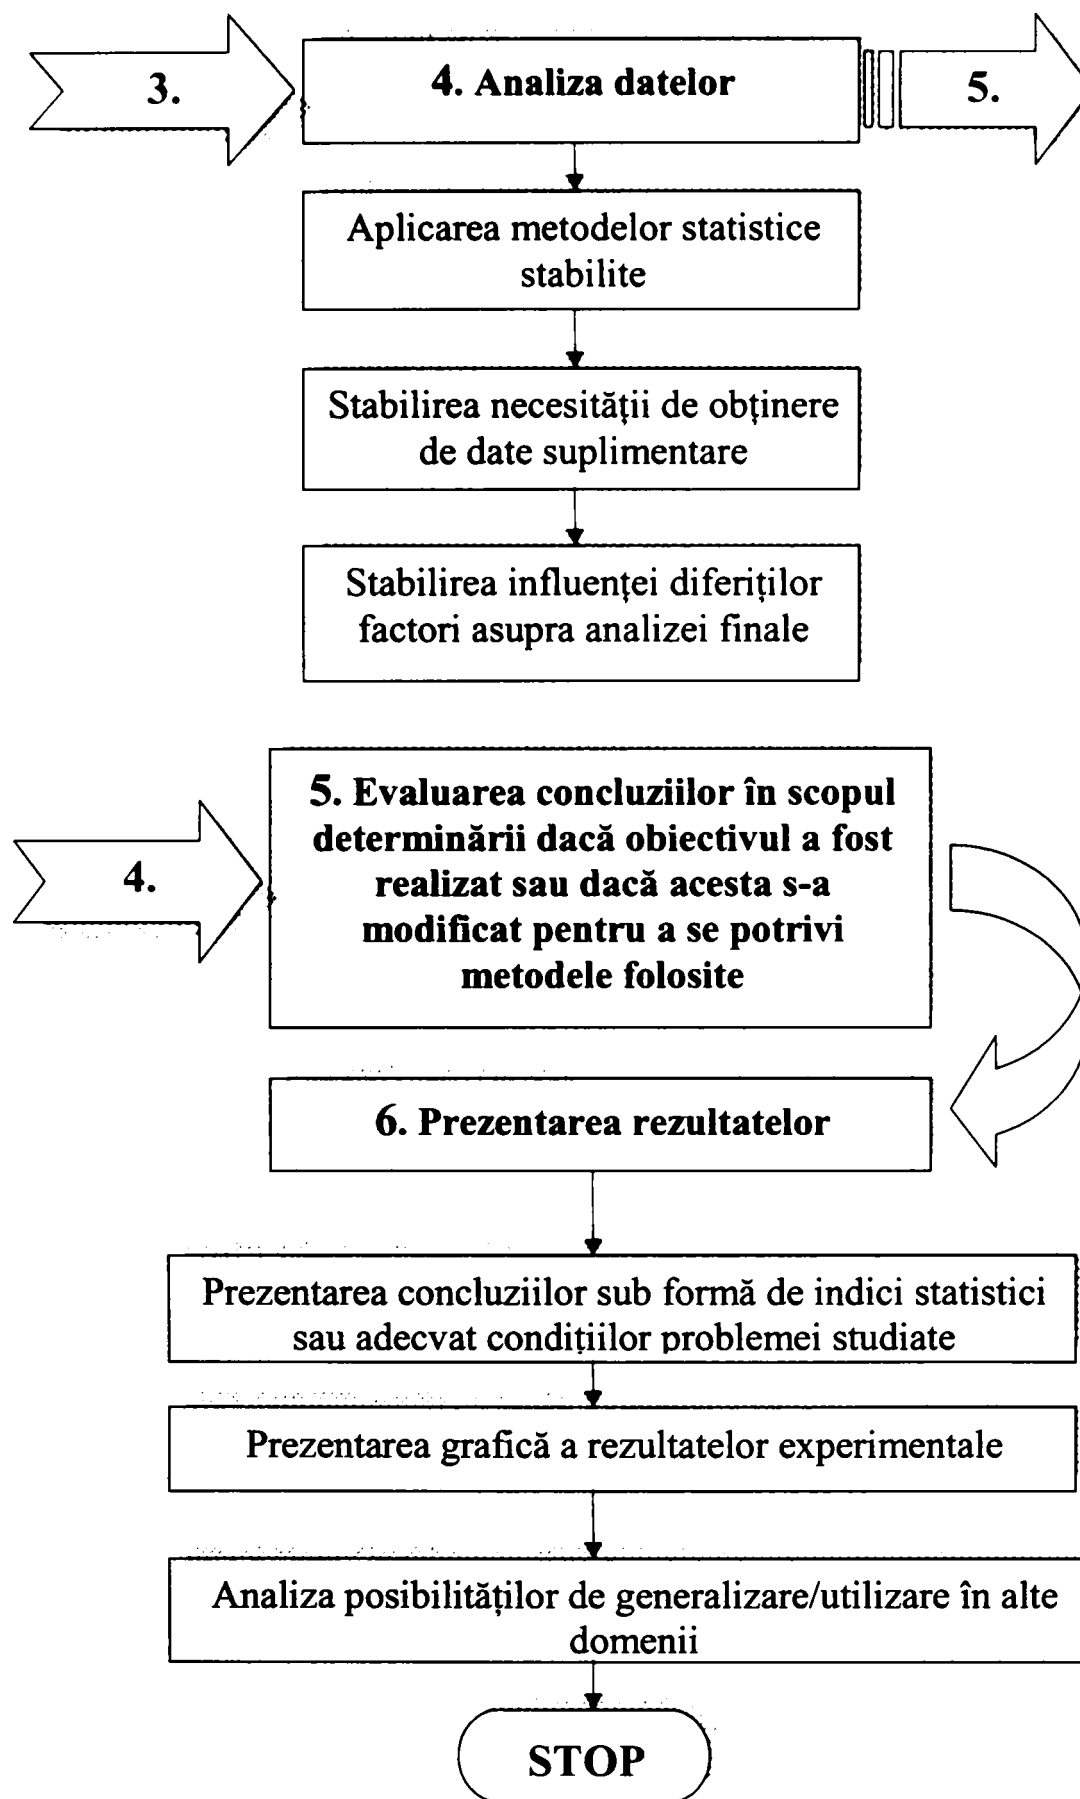 3.
4. Analiza datelor
5.
Aplicarea metodelor statistice
stabilite
Stabilirea necesității de obținere
de date suplimentare
Stabilirea influenței diferiților
factori asupra analizei finale
4.
5. Evaluarea concluziilor în scopul
determinării dacă obiectivul a fost
realizat sau dacă acesta s-a
modificat pentru a se potrivi
metodele folosite
6. Prezentarea rezultatelor
Prezentarea concluziilor sub formă de indici statistici
sau adecvat condițiilor problemei studiate
Prezentarea grafică a rezultatelor experimentale
Analiza posibilităților de generalizare/utilizare în alte
domenii
STOP